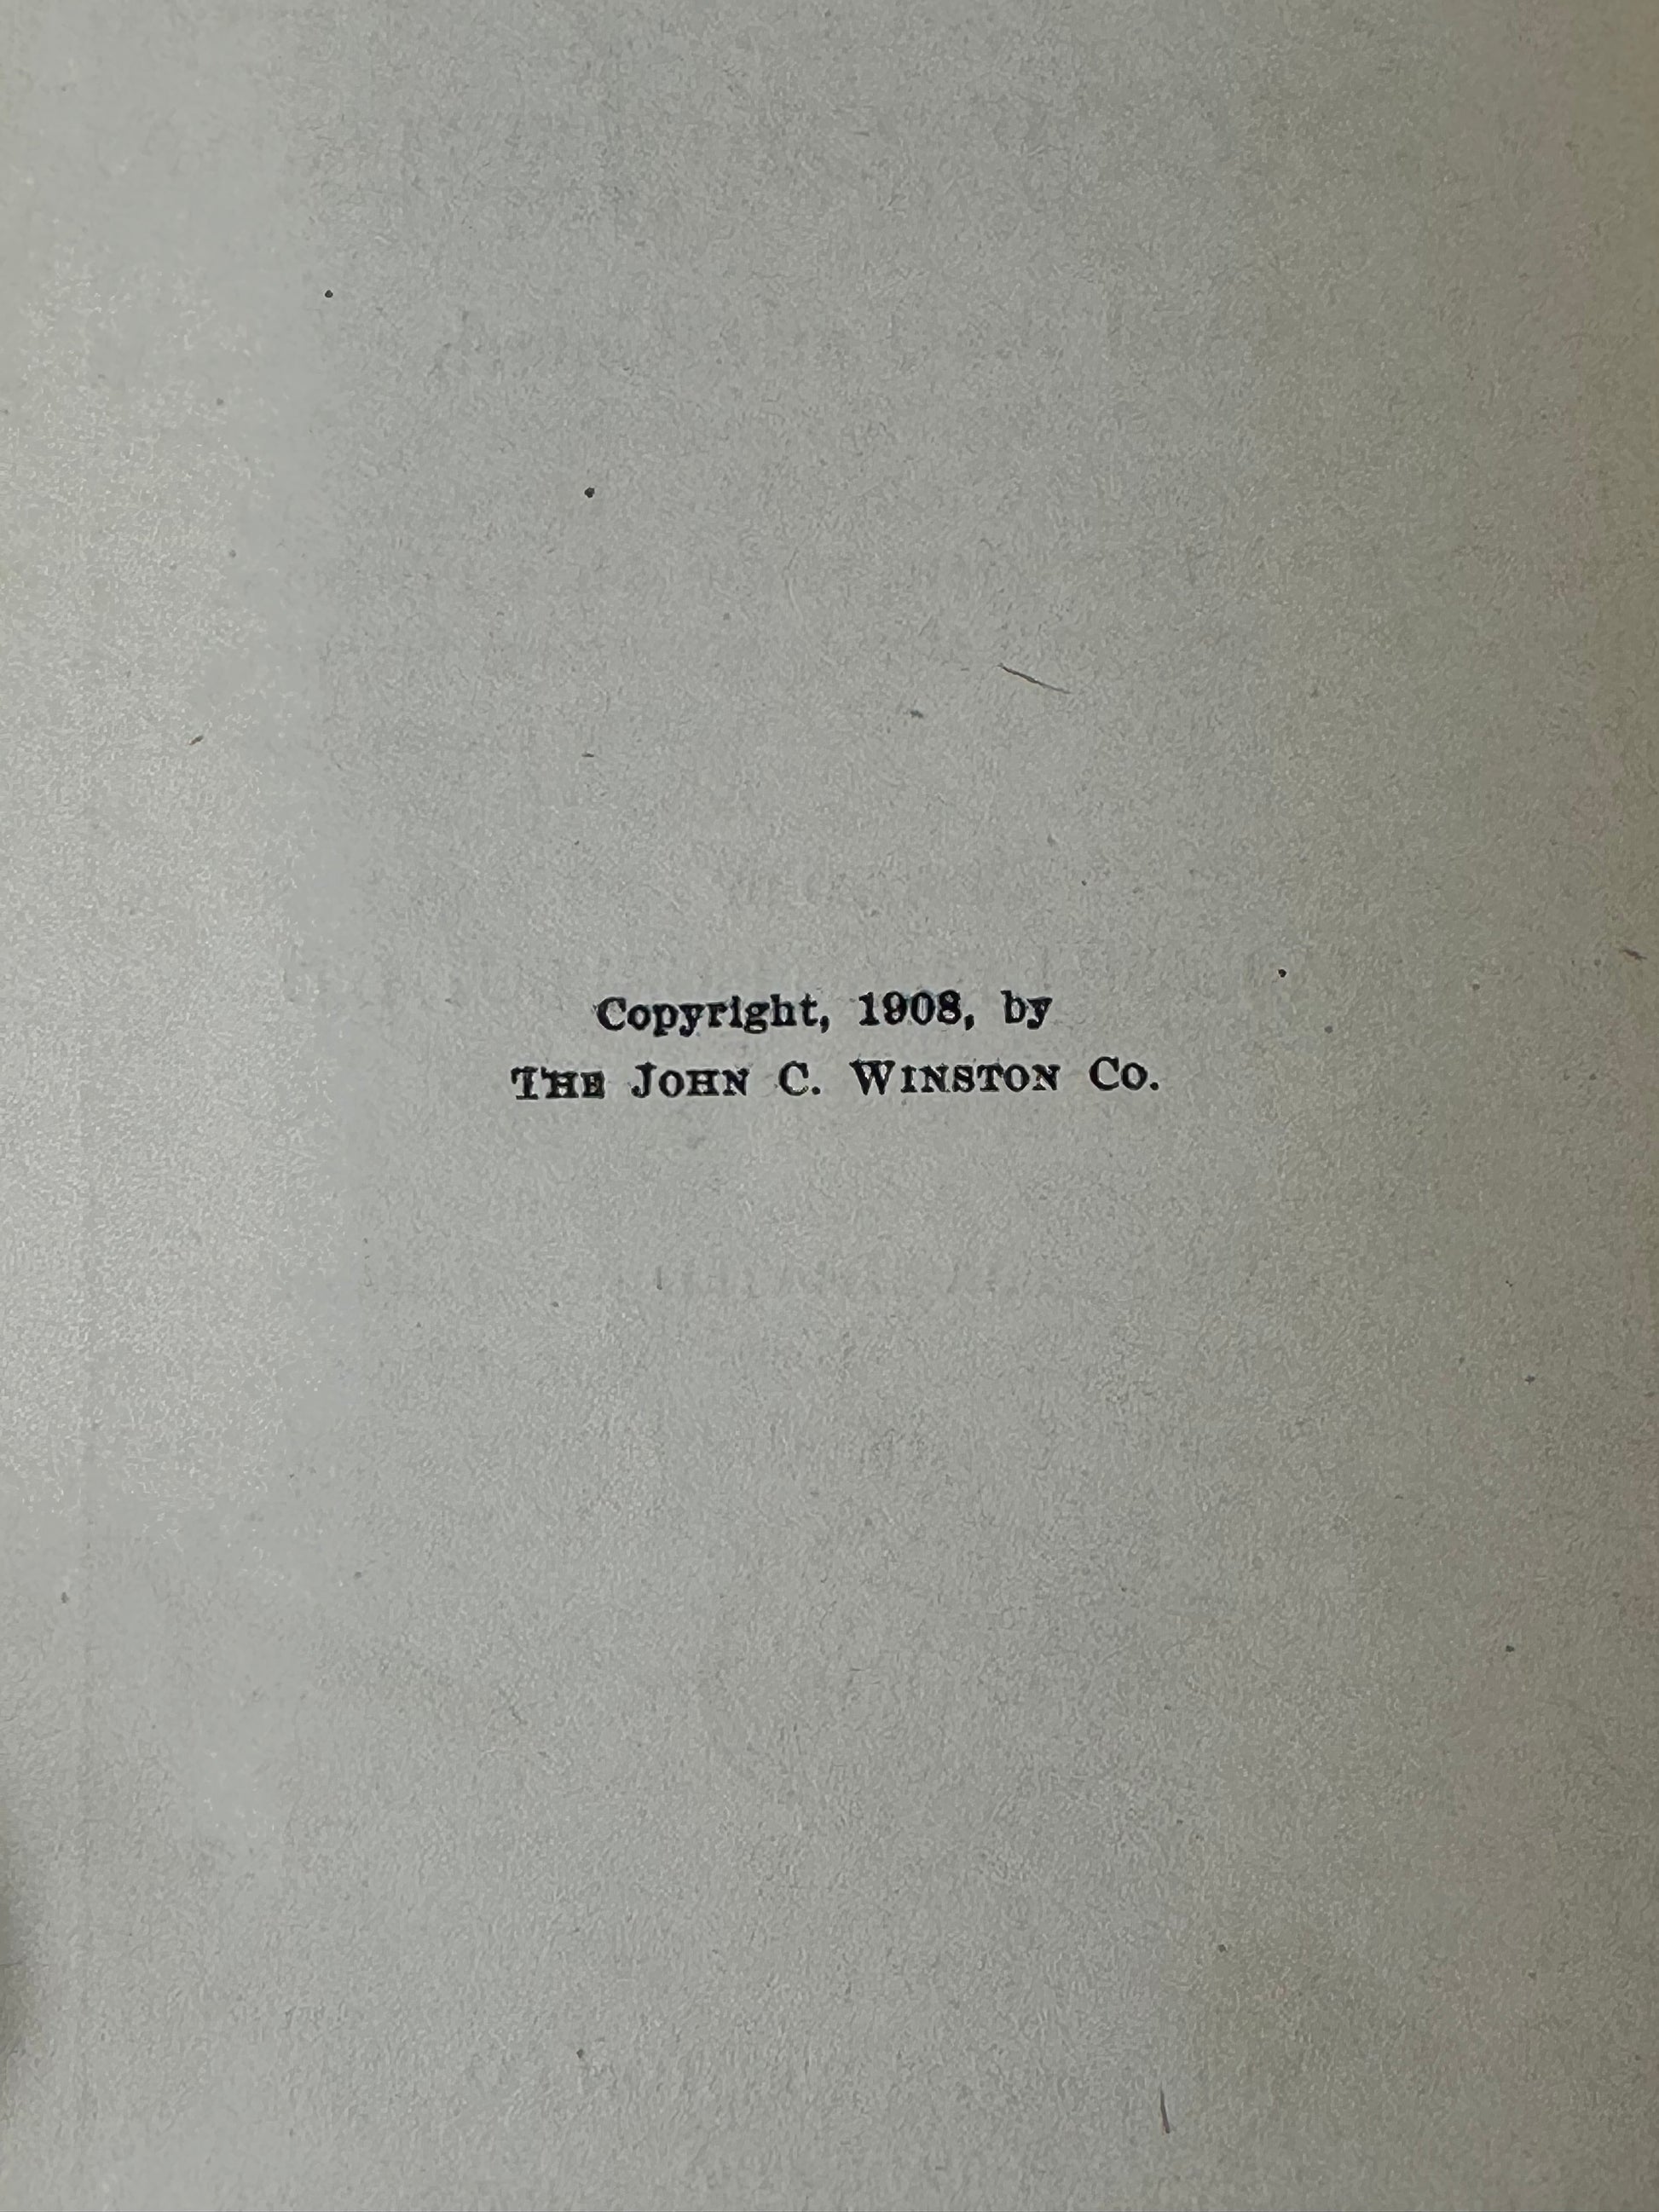 Copyright, 1908, by
THE JOHN C. WINSTON CO.